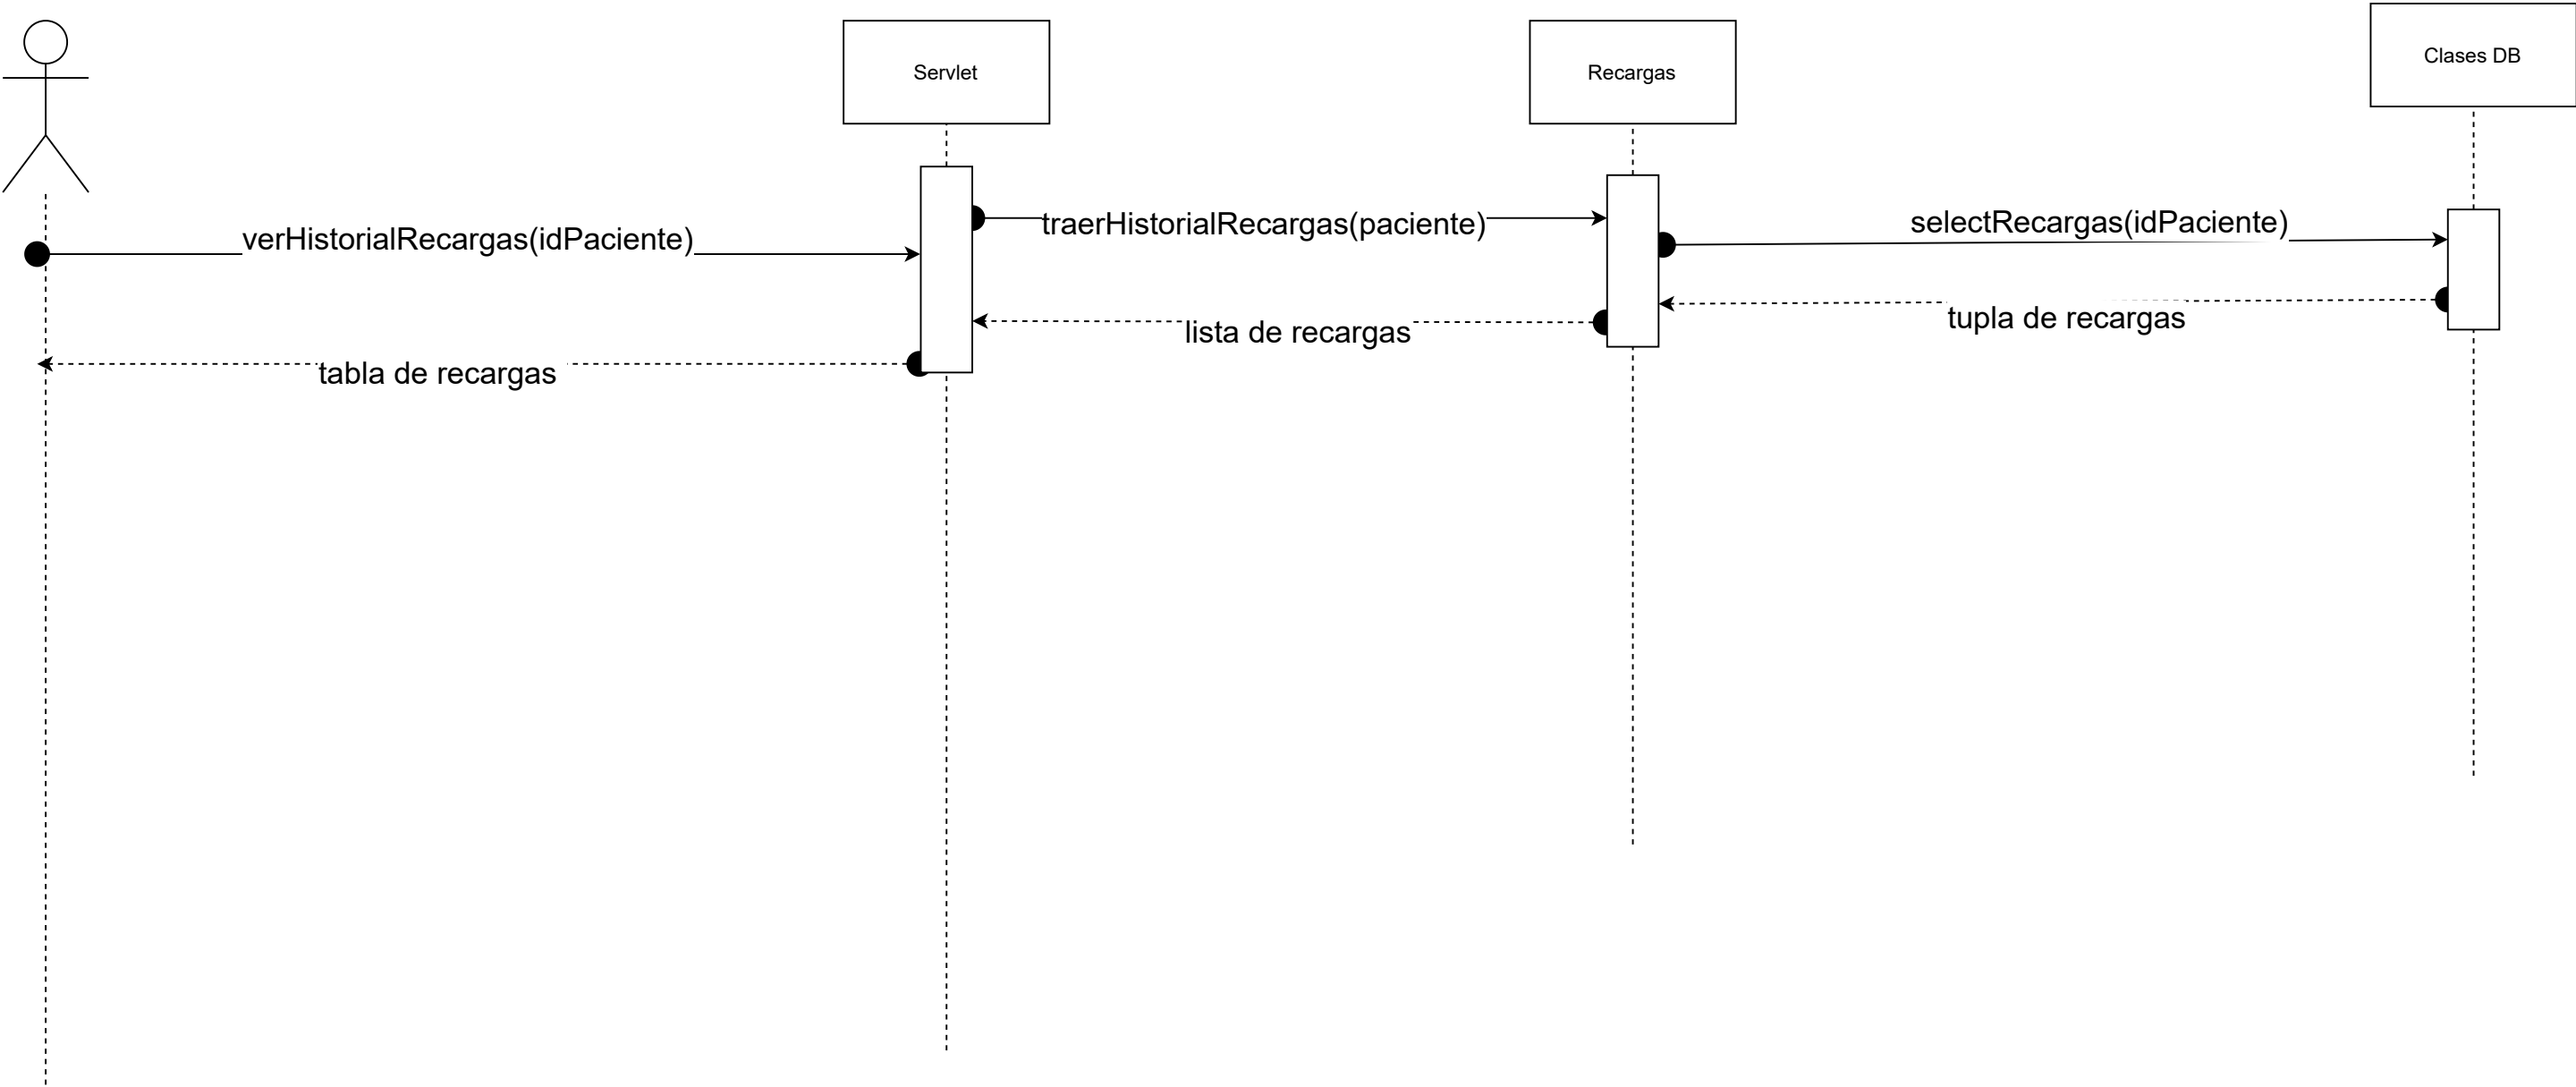 Servlet
Recargas
Clases DB
verHistorialRecargas(idPaciente)
traerHistorialRecargas(paciente)
selectRecargas(idPaciente)
tupla de recargas
lista de recargas
tabla de recargas